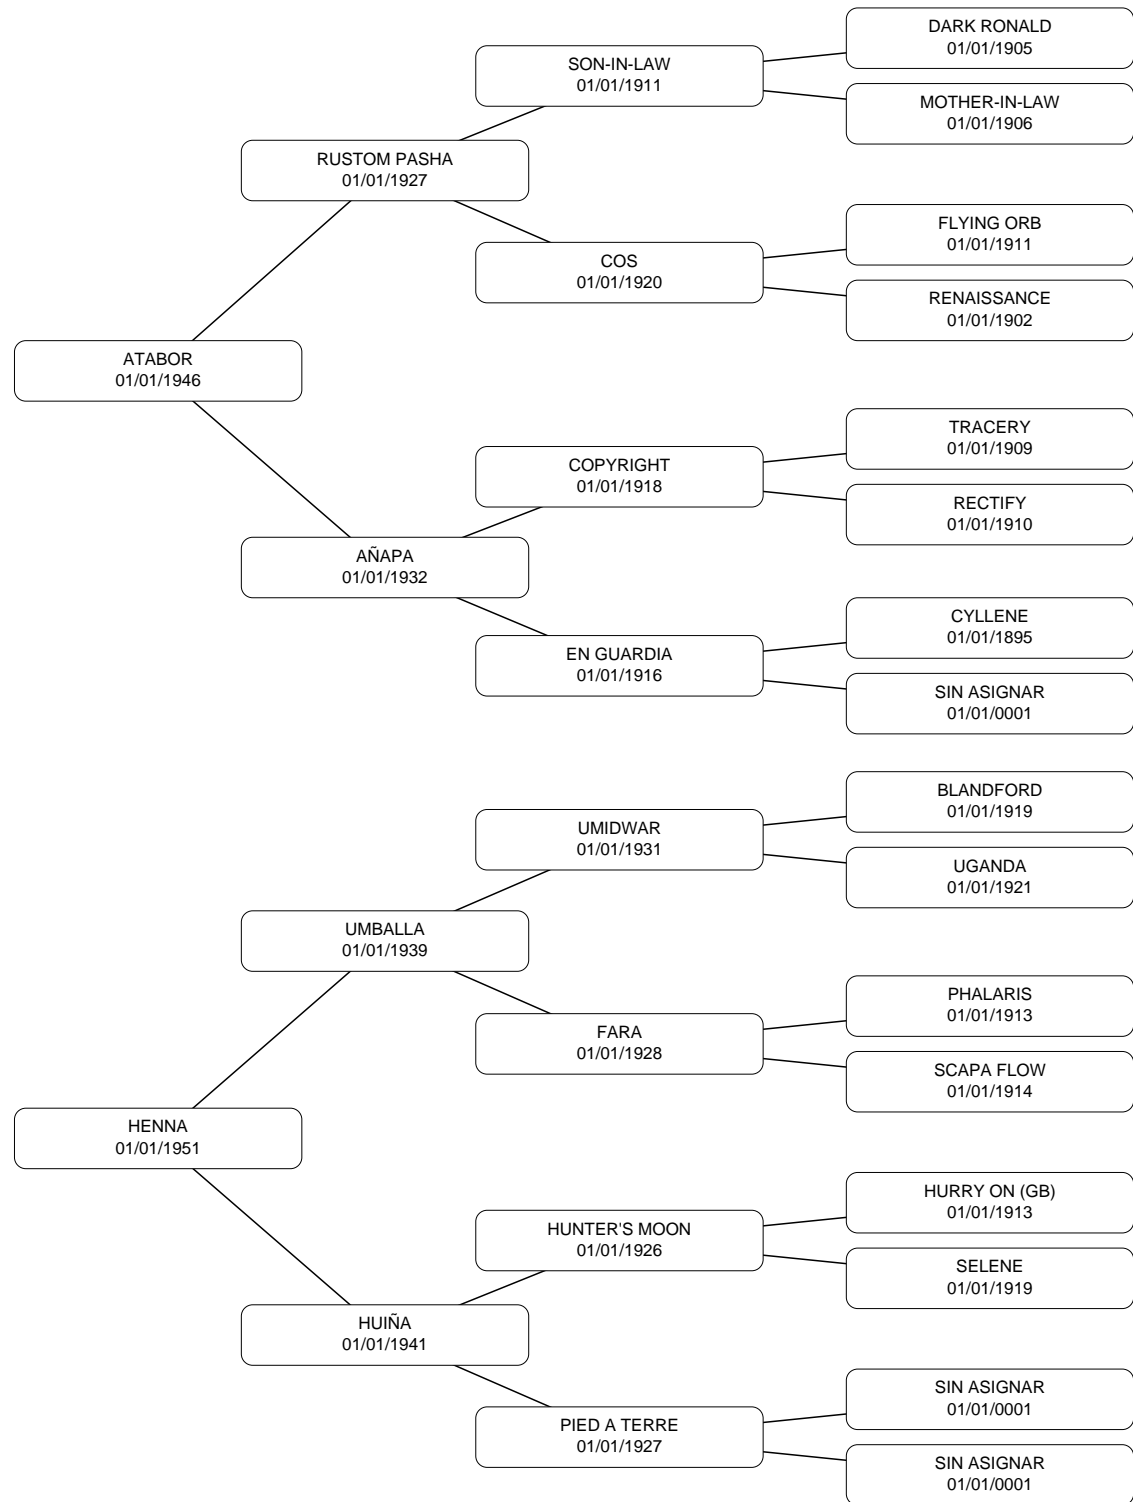 DARK RONALD
01/01/1905
SON-IN-LAW
01/01/1911
MOTHER-IN-LAW
01/01/1906
RUSTOM PASHA
01/01/1927
FLYING ORB
01/01/1911
COS
01/01/1920
RENAISSANCE
01/01/1902
ATABOR
01/01/1946
TRACERY
01/01/1909
COPYRIGHT
01/01/1918
RECTIFY
01/01/1910
AÑAPA
01/01/1932
CYLLENE
01/01/1895
EN GUARDIA
01/01/1916
SIN ASIGNAR
01/01/0001
BLANDFORD
01/01/1919
UMIDWAR
01/01/1931
UGANDA
01/01/1921
UMBALLA
01/01/1939
PHALARIS
01/01/1913
FARA
01/01/1928
SCAPA FLOW
01/01/1914
HENNA
01/01/1951
HURRY ON (GB)
01/01/1913
HUNTER'S MOON
01/01/1926
SELENE
01/01/1919
HUIÑA
01/01/1941
SIN ASIGNAR
01/01/0001
PIED A TERRE
01/01/1927
SIN ASIGNAR
01/01/0001